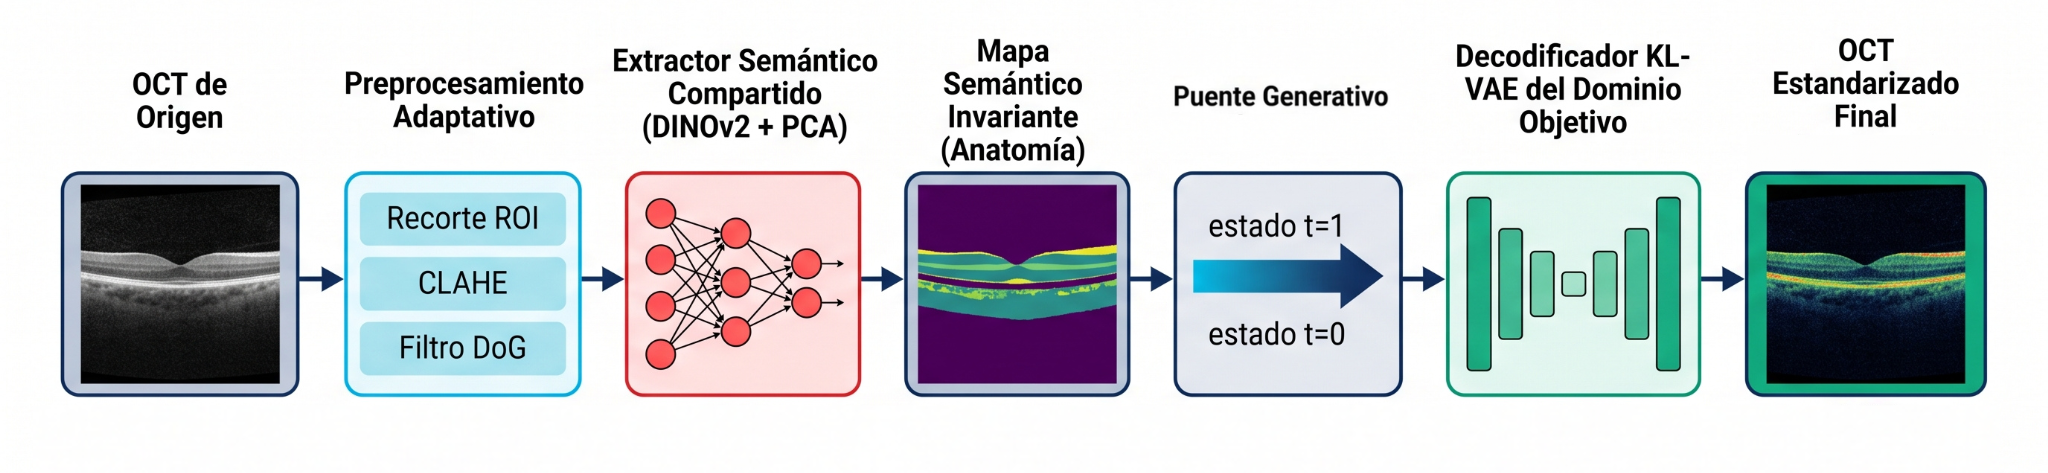 OCT de
Origen
Preprocesamiento
Adaptativo
Recorte ROI
CLAHE
Filtro DoG
Extractor Semántico
Compartido
(DINOv2 + PCA)
Mapa
Semántico
Invariante
(Anatomía)
Puente Generativo
estado t=1
estado t=0
Decodificador KL-
VAE del Dominio
Objetivo
OCT
Estandarizado
Final